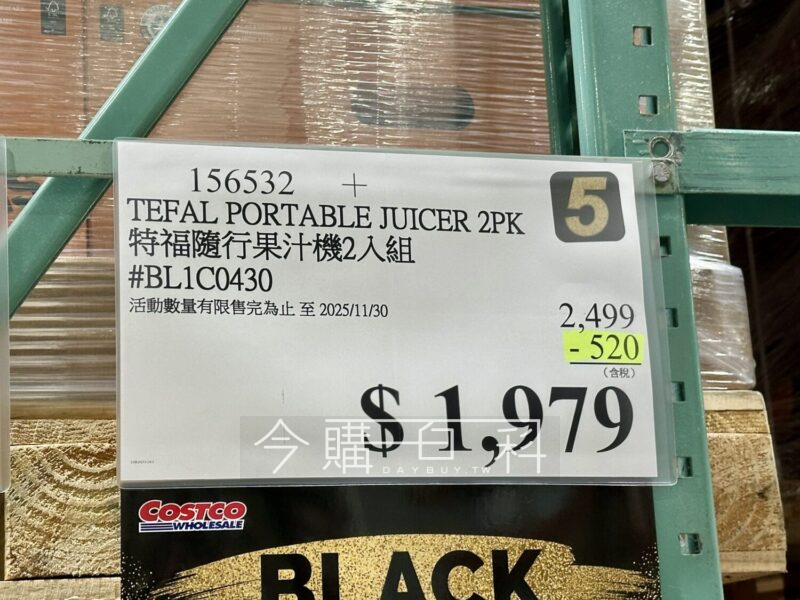 156532 +
5
TEFAL PORTABLE JUICER 2PK
特福隨行果汁機2入組
#BL1C0430
活動數量有限售完為止 至 2025/11/30
2,499
- 520
(含稅)
$ 1,979
今購百科
DAYBUY.TW
COSTCO
WHOLESALE
BLACK